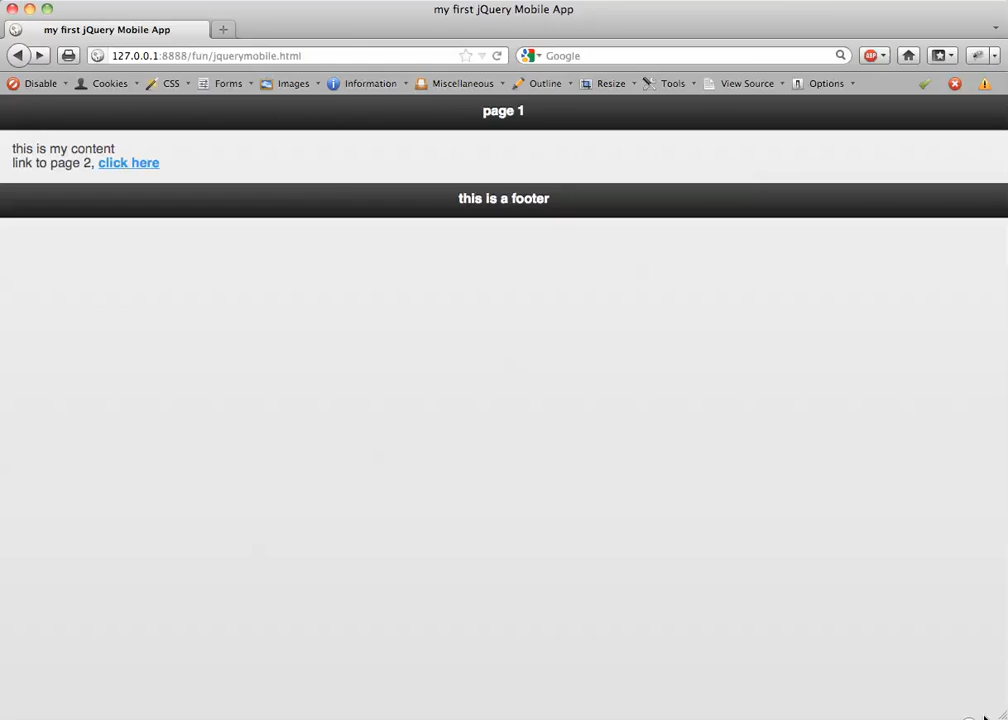 my first jQuery Mobile App
my first jQuery Mobile App
127.0.0.1:8888/fun/jquerymobile.html Google ABP
Disable Cookies CSS Forms Images Information Miscellaneous Outline Resize Tools View Source Options
page 1
this is my content
link to page 2, click here
this is a footer